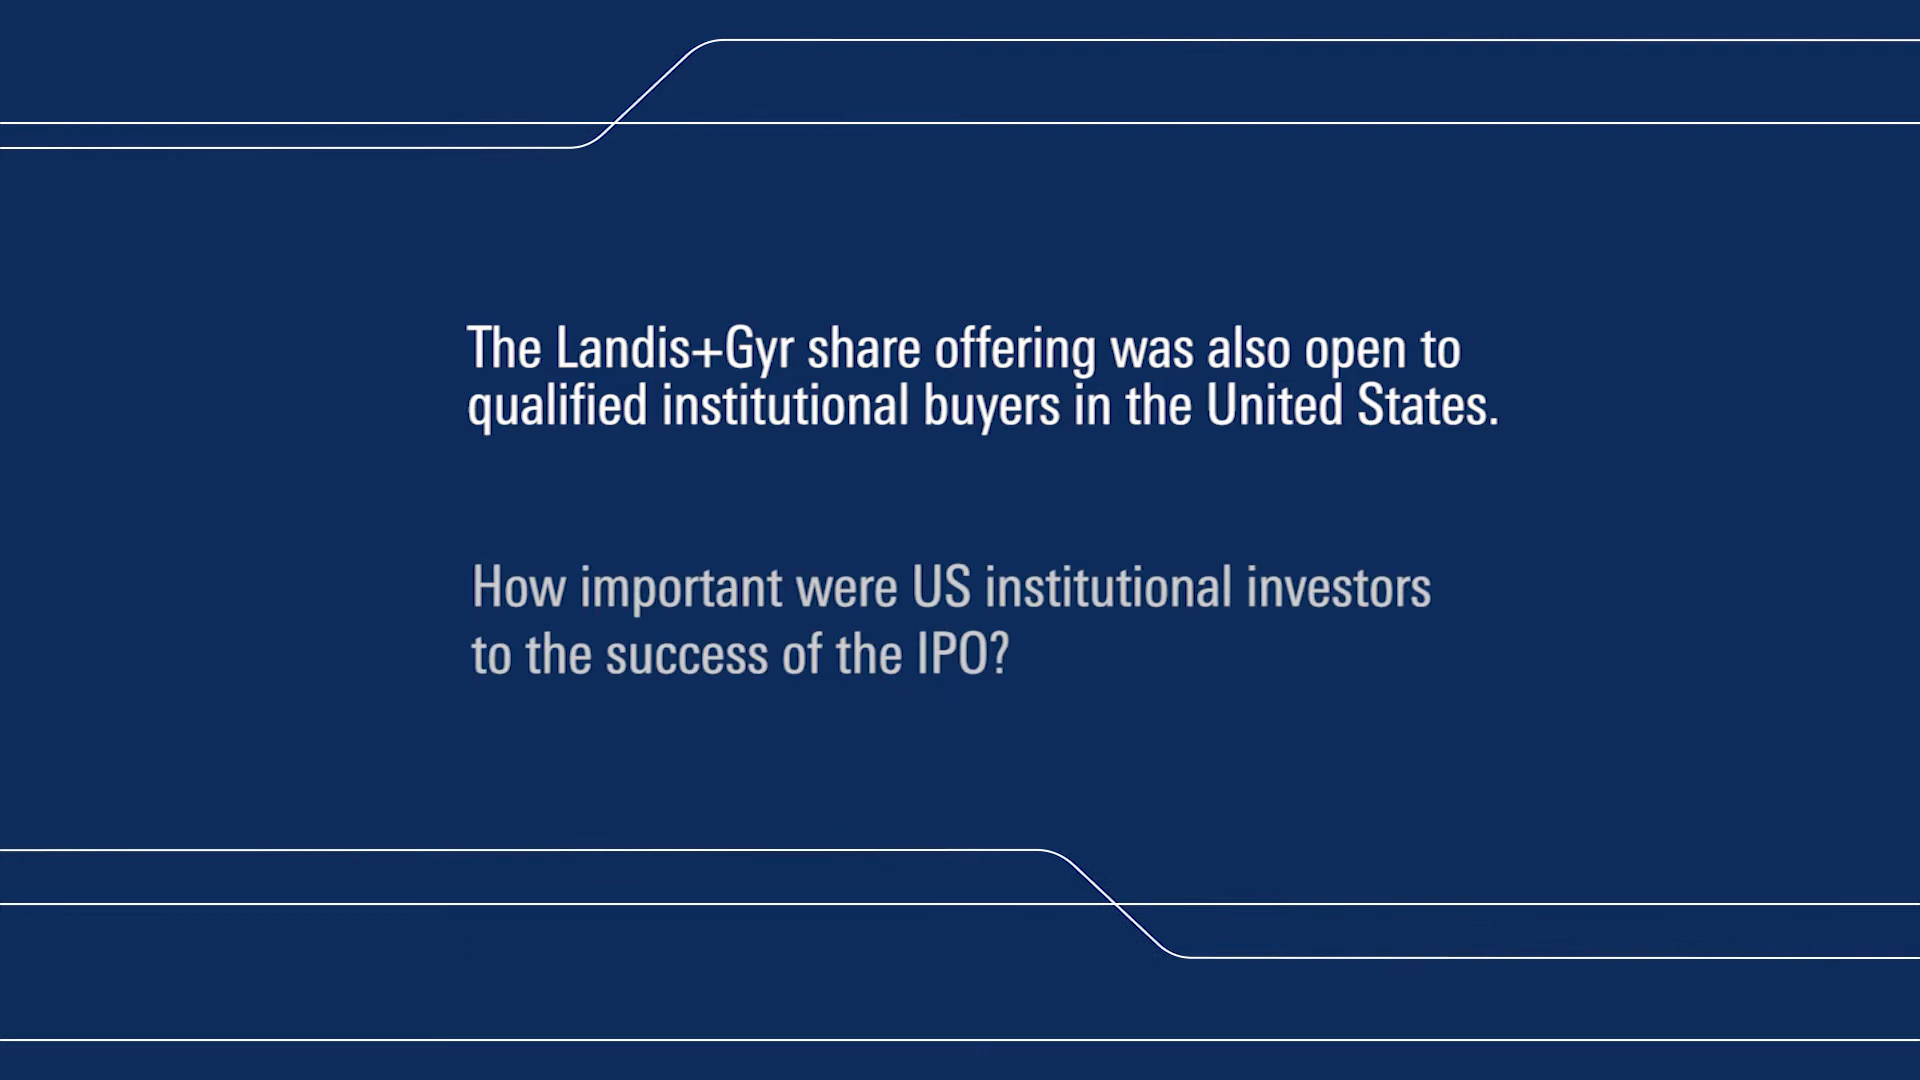 The Landis+Gyr share offering was also open to
qualified institutional buyers in the United States.
How important were US institutional investors
to the success of the IPO?